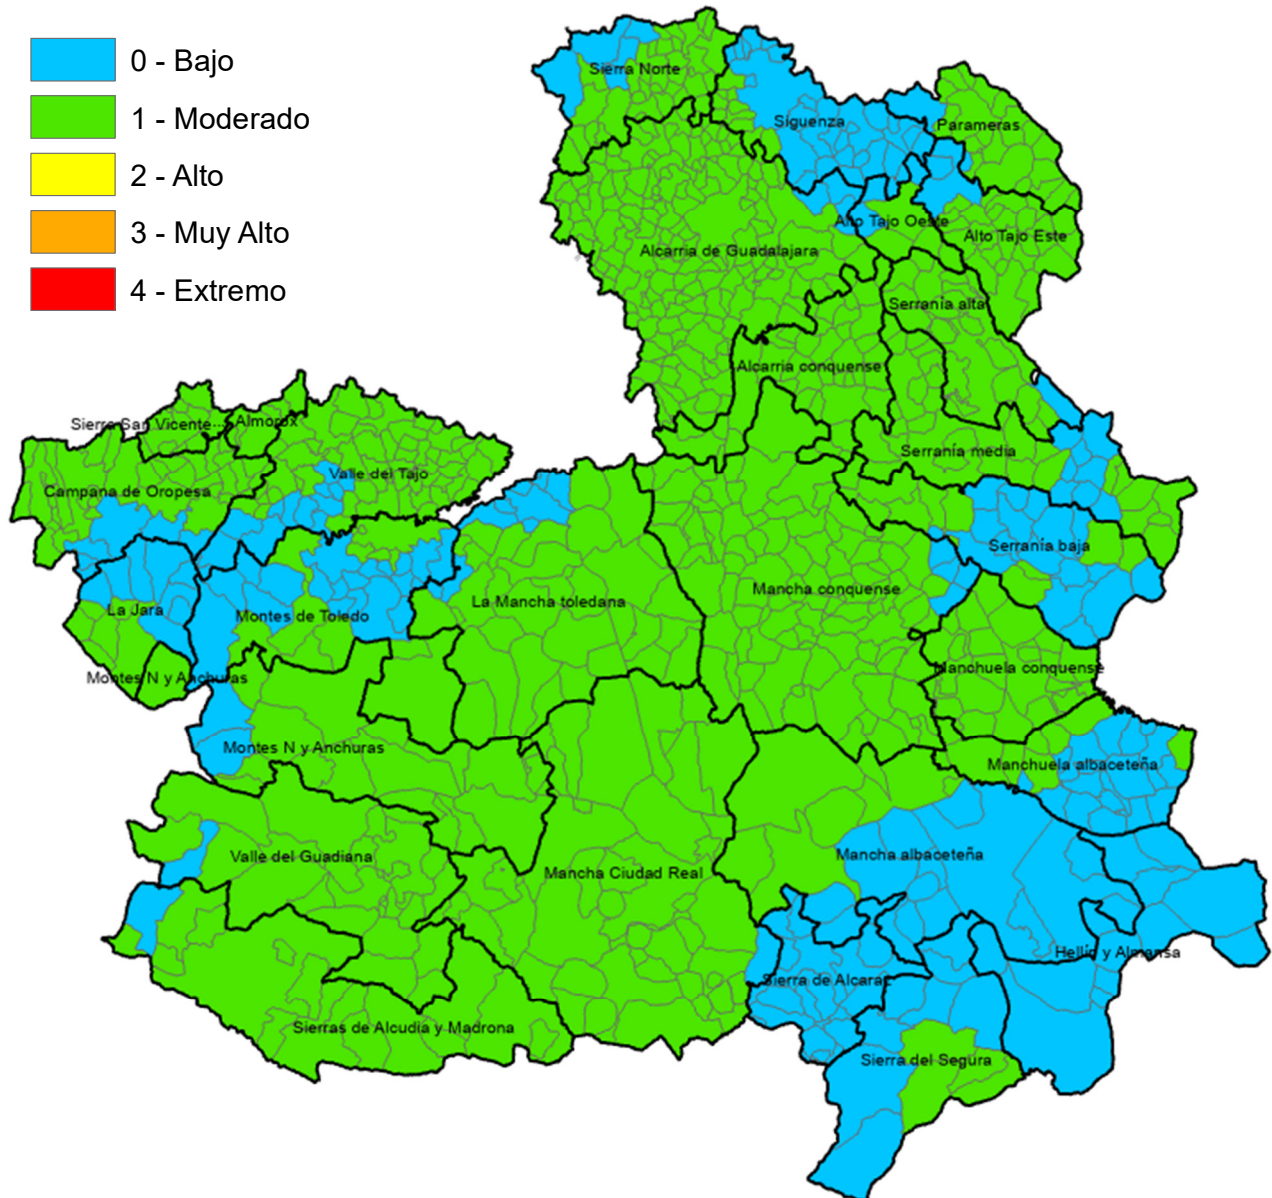 0 - Bajo
1 - Moderado
2 - Alto
3 - Muy Alto
4 - Extremo
Sierra Norte
Siguenza
Parameras
Alto Tajo Oeste
Alto Tajo Este
Alcarria de Guadalajara
Serranía alta
Alcarria conquense
Sierra San Vicente
Almorox
Serranía media
Valle del Tajo
Campana de Oropesa
Serranía baja
Mancha conquense
La Mancha toledana
La Jara
Montes de Toledo
Manchuela conquense
Montes N y Anchuras
Montes N y Anchuras
Manchuela albaceteña
Mancha albaceteña
Valle del Guadiana
Mancha Ciudad Real
Hellín y Almansa
Sierra de Alcaraz
Sierras de Alcudia y Madrona
Sierra del Segura